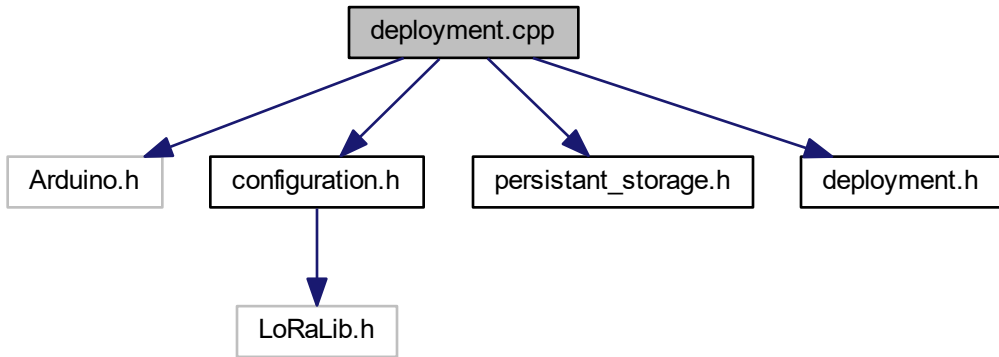 deployment.cpp
Arduino.h
configuration.h
persistant_storage.h
deployment.h
LoRaLib.h